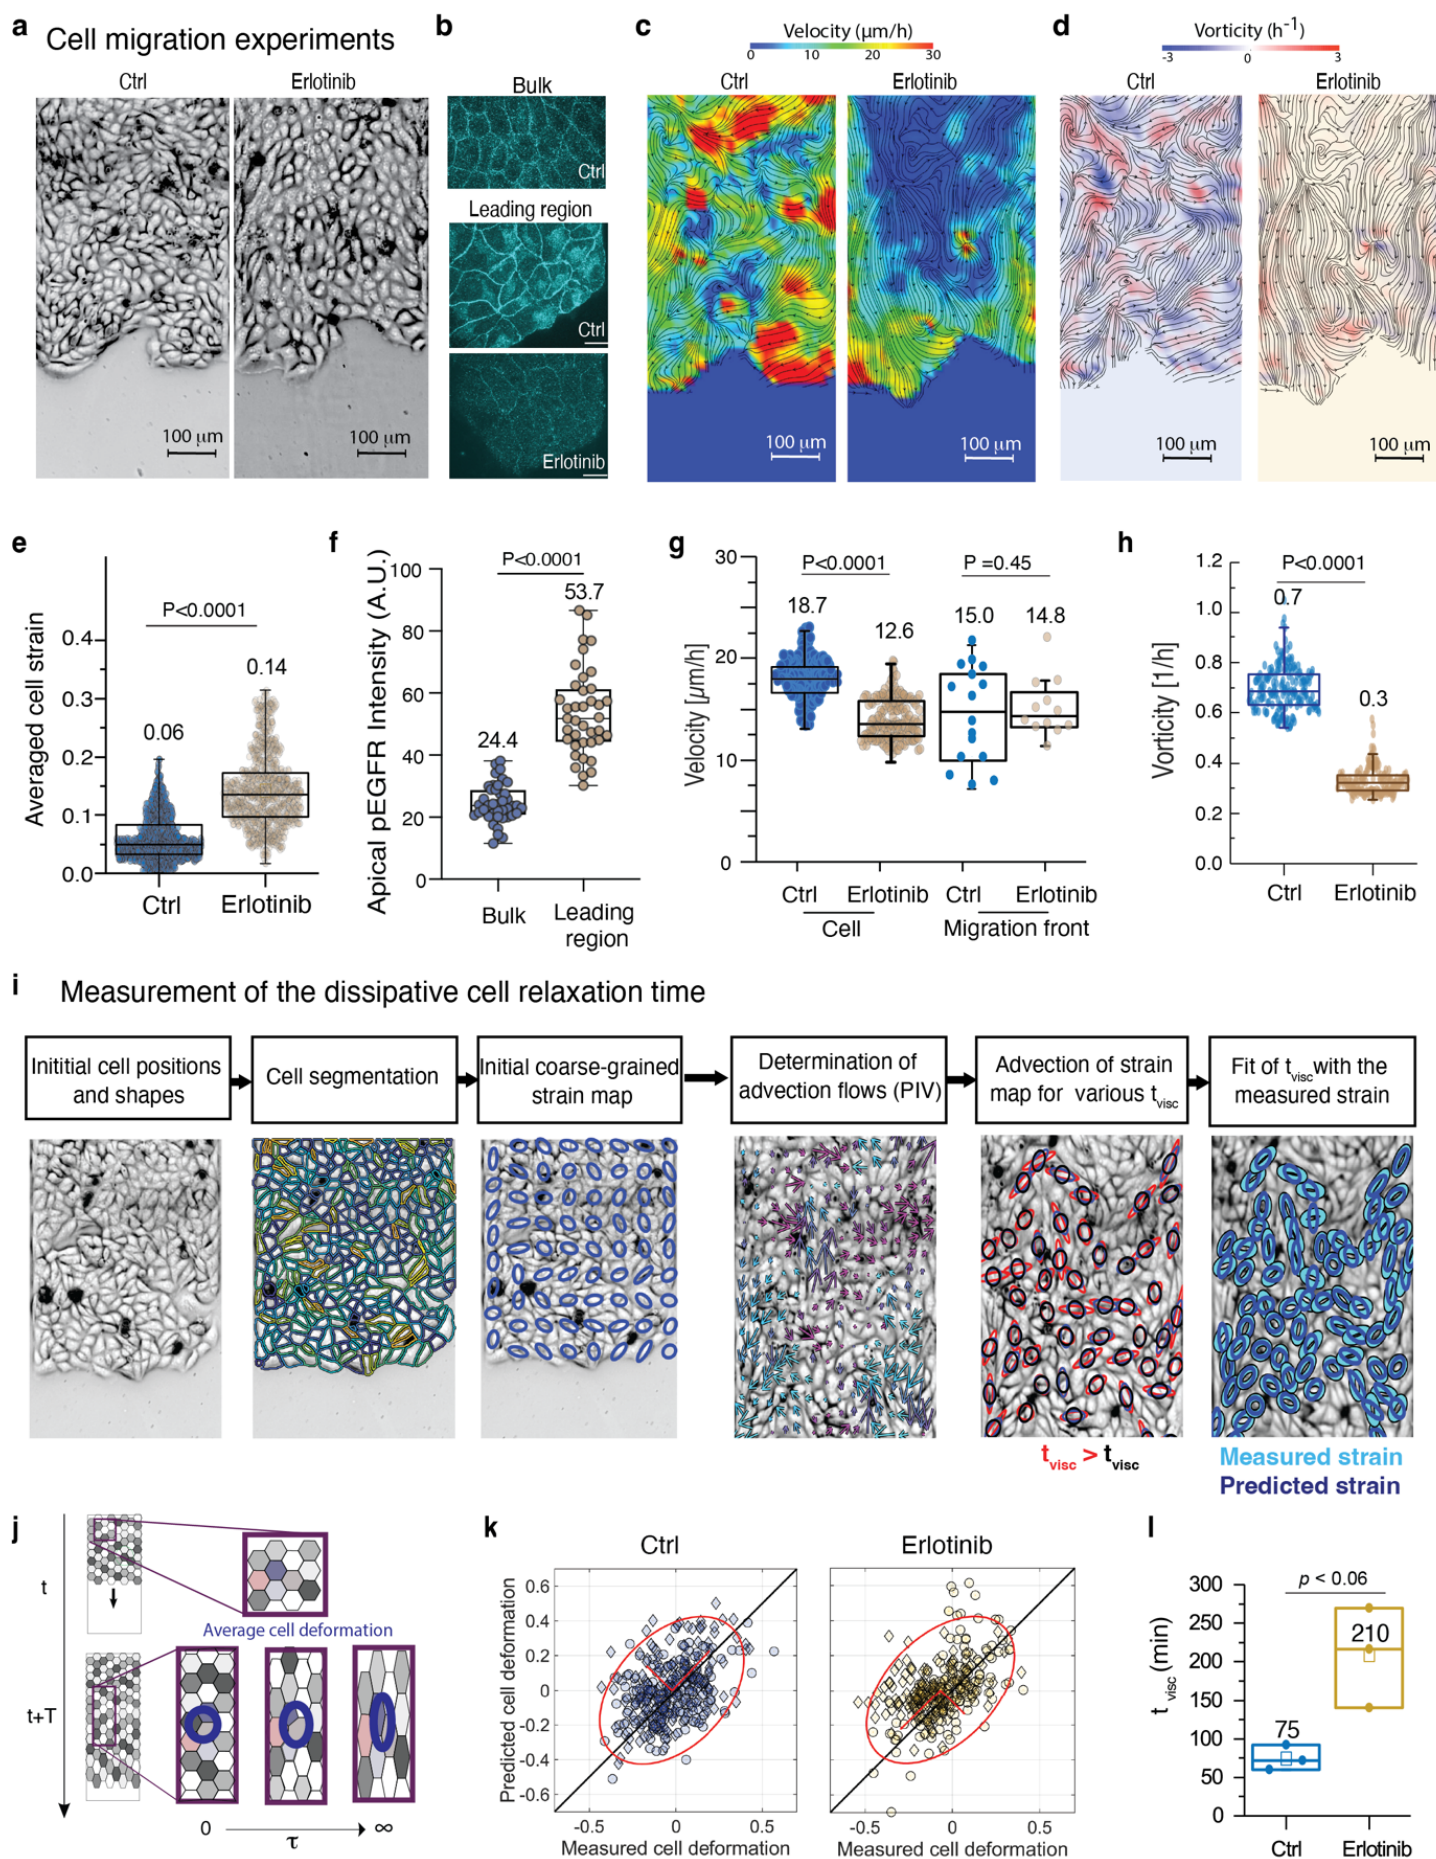 a Cell migration experiments
Ctrl
Erlotinib
100 µm
100 µm
b
Bulk
Ctrl
Leading region
Ctrl
Erlotinib
c
Velocity (µm/h)
0 10 20 30
Ctrl
Erlotinib
100 µm
100 µm
d
Vorticity (h-1)
-3 0 3
Ctrl
Erlotinib
100 µm
100 µm
e
Averaged cell strain
P<0.0001
0.4
0.3
0.2
0.1
0.0
0.06
0.14
Ctrl
Erlotinib
f
Apical pEGFR Intensity (A.U.)
P<0.0001
100
80
60
40
20
0
24.4
53.7
Bulk
Leading
region
g
Velocity [µm/h]
P<0.0001
P =0.45
30
20
10
0
18.7
12.6
15.0
14.8
Ctrl
Erlotinib
Ctrl
Erlotinib
Cell
Migration front
h
Vorticity [1/h]
P<0.0001
1.2
1.0
0.8
0.6
0.4
0.2
0.0
0.7
0.3
Ctrl
Erlotinib
i Measurement of the dissipative cell relaxation time
Inititial cell positions
and shapes
Cell segmentation
Initial coarse-grained
strain map
Determination of
advection flows (PIV)
Advection of strain
map for various tvisc
Fit of tvisc with the
measured strain
tvisc > tvisc
Measured strain
Predicted strain
j
t
Average cell deformation
t+T
0 τ ∞
k
Ctrl
Erlotinib
Predicted cell deformation
0.6
0.4
0.2
0
-0.2
-0.4
-0.6
-0.5 0 0.5
Measured cell deformation
-0.5 0 0.5
Measured cell deformation
l
t visc (min)
p < 0.06
300
250
200
150
100
50
0
75
210
Ctrl
Erlotinib